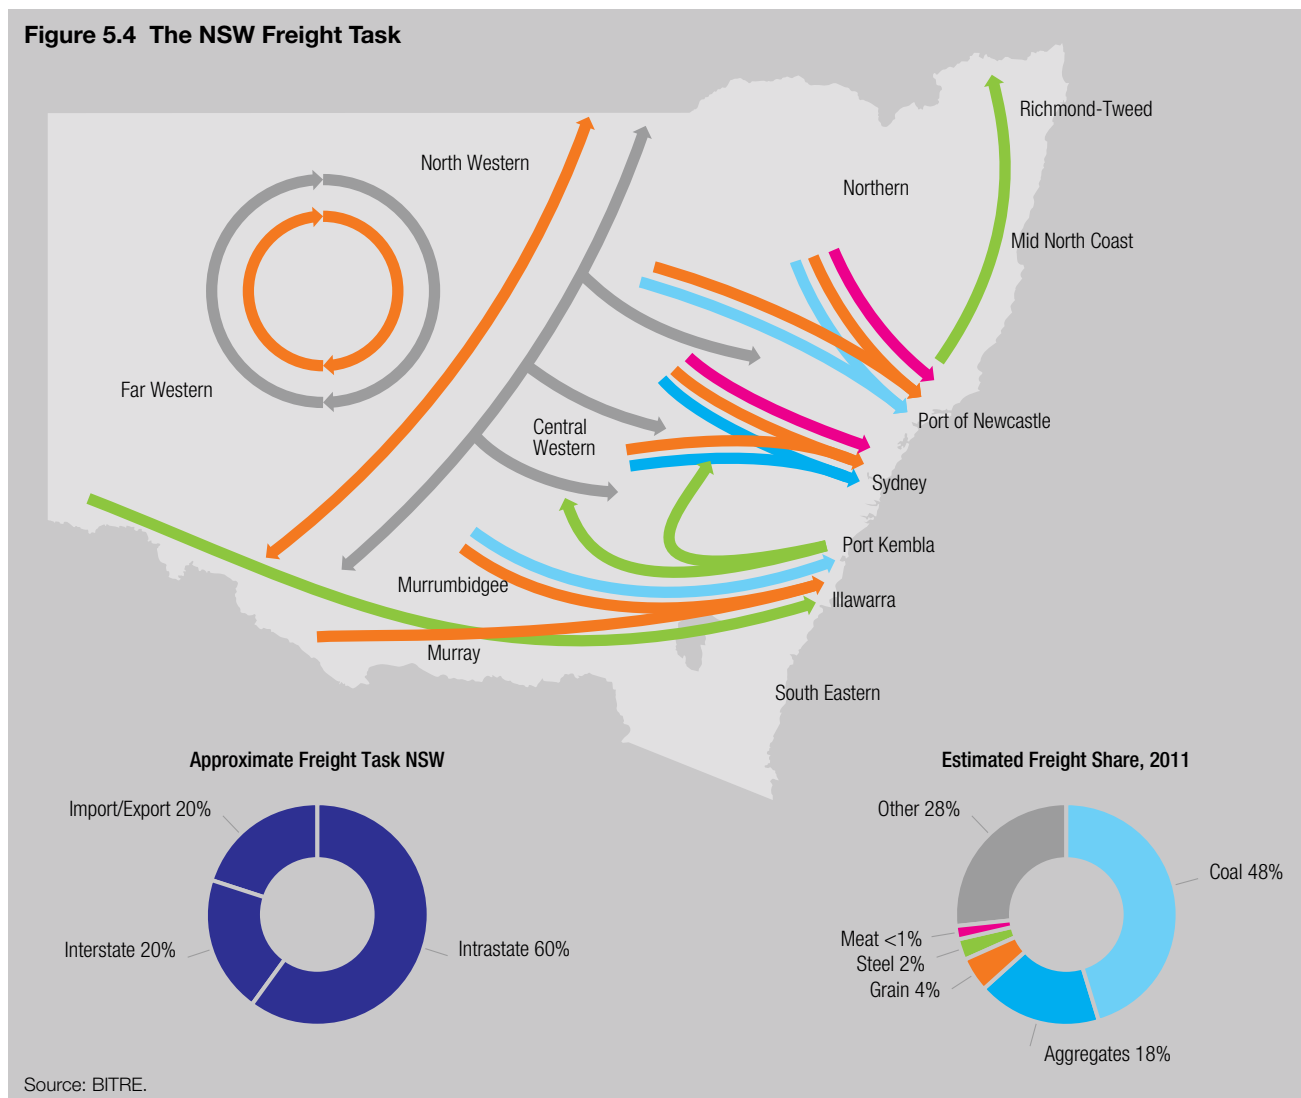 Figure 5.4 The NSW Freight Task
Richmond-Tweed
North Western
Northern
Mid North Coast
Far Western
Port of Newcastle
Central
Western
Sydney
Port Kembla
Murrumbidgee
Illawarra
Murray
South Eastern
Approximate Freight Task NSW
Import/Export 20%
Interstate 20%
Intrastate 60%
Estimated Freight Share, 2011
Other 28%
Coal 48%
Meat <1%
Steel 2%
Grain 4%
Aggregates 18%
Source: BITRE.